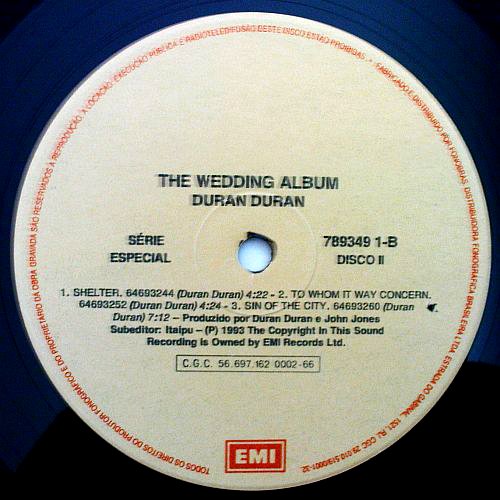 THE WEDDING ALBUM
DURAN DURAN
SÉRIE
ESPECIAL
789349 1-B
DISCO II
1. SHELTER. 64693244 (Duran Duran) 4:22 - 2. TO WHOM IT WAY CONCERN.
64693252 (Duran Duran) 4:24 - 3. SIN OF THE CITY. 64693260 (Duran
Duran) 7:12 – Produzido por Duran Duran e John Jones
Subeditor: Itaipu – (P) 1993 The Copyright In This Sound
Recording Is Owned by EMI Records Ltd.
C.G.C. 56.697.162 0002-66
EMI
TODOS OS DIREITOS DO PRODUTOR FONOGRÁFICO E DO PROPRIETÁRIO DA OBRA GRAVADA SÃO RESERVADOS A REPRODUÇÃO, A LOCAÇÃO, EXECUÇÃO PÚBLICA E RADIOTELEDIFUSÃO DESTE DISCO ESTÃO PROIBIDAS. - FABRICADO E DISTRIBUIDO POR FONOBRÁS DISTRIBUIDORA FONOGRÁFICA BRASILEIRA LTDA. ESTRADA DO GABINAL, 1521, RJ, CGC